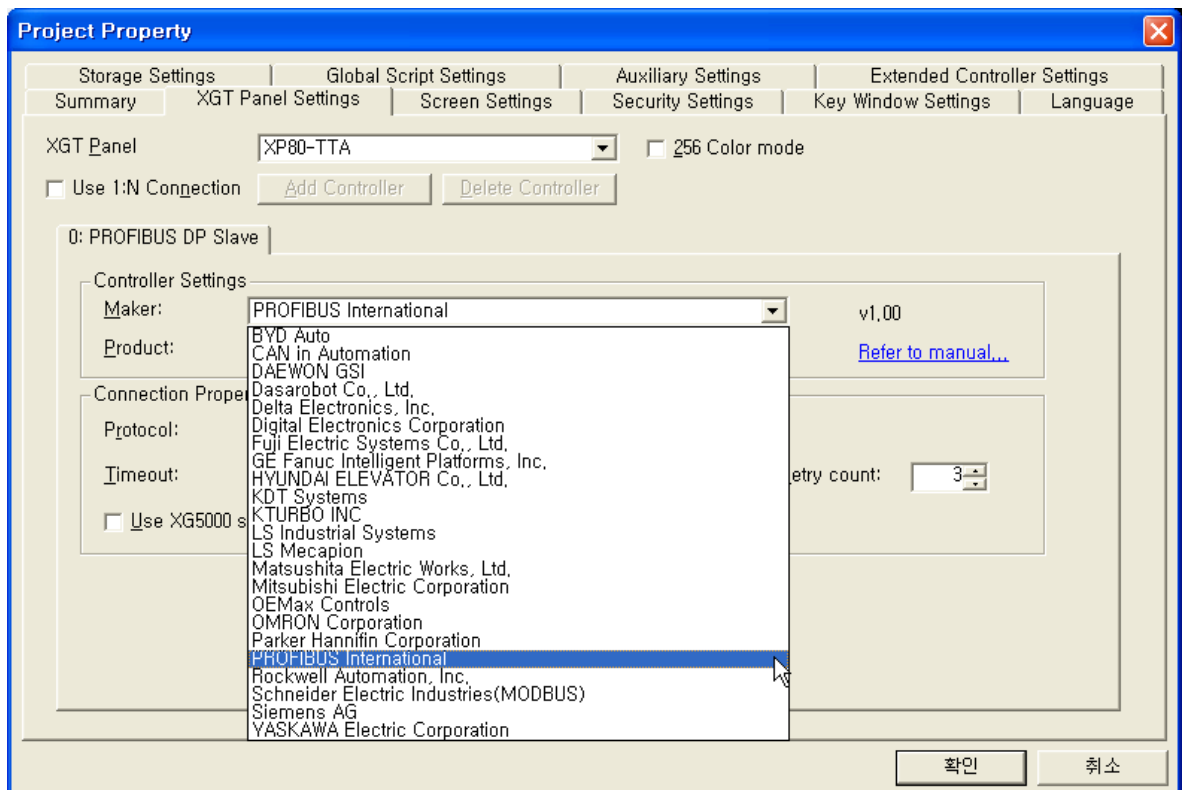 Project Property
Storage Settings Global Script Settings Auxiliary Settings Extended Controller Settings
Summary XGT Panel Settings Screen Settings Security Settings Key Window Settings Language
XGT Panel XP80-TTA 256 Color mode
Use 1:N Connection Add Controller Delete Controller
0: PROFIBUS DP Slave
Controller Settings
Maker: PROFIBUS International v1.00
Product: Refer to manual...
Connection Proper
Protocol:
Timeout: etry count: 3
Use XG5000 s
BYD Auto
CAN in Automation
DAEWON GSI
Dasarobot Co., Ltd.
Delta Electronics, Inc.
Digital Electronics Corporation
Fuji Electric Systems Co., Ltd.
GE Fanuc Intelligent Platforms, Inc.
HYUNDAI ELEVATOR Co., Ltd.
KDT Systems
KTURBO INC
LS Industrial Systems
LS Mecapion
Matsushita Electric Works, Ltd.
Mitsubishi Electric Corporation
OEMax Controls
OMRON Corporation
Parker Hannifin Corporation
PROFIBUS International
Rockwell Automation, Inc.
Schneider Electric Industries(MODBUS)
Siemens AG
YASKAWA Electric Corporation
확인 취소